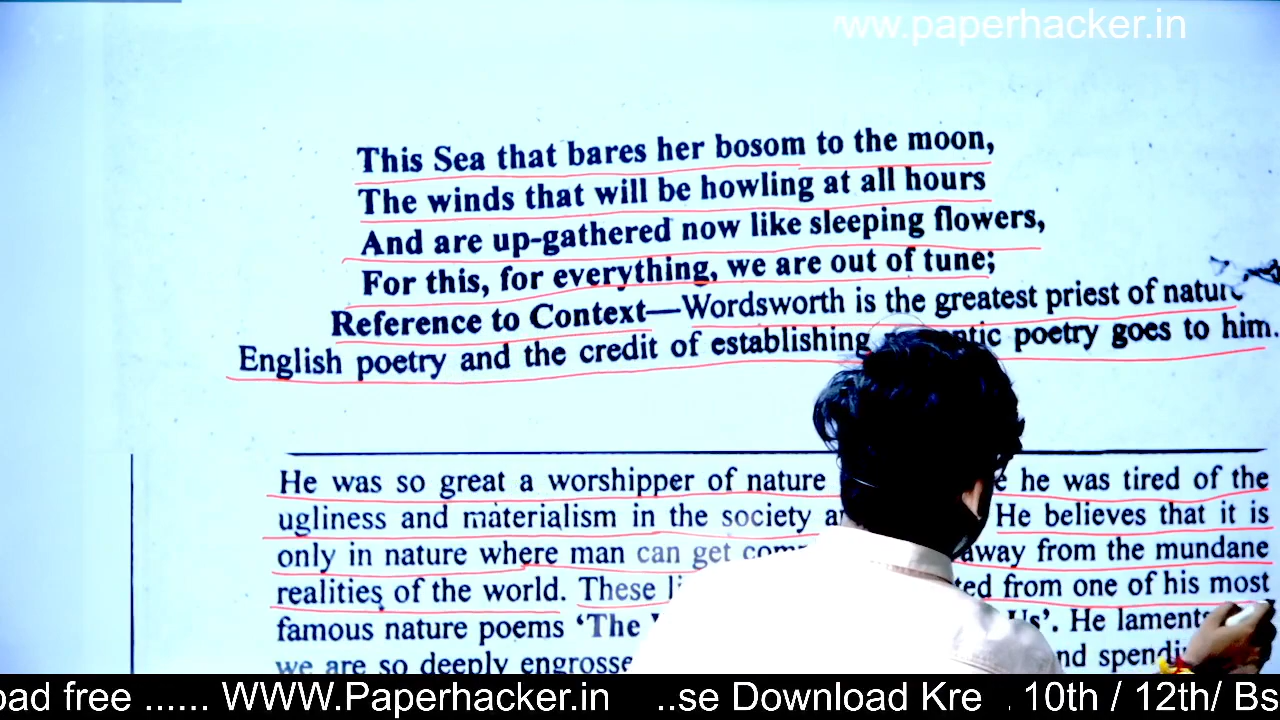 www.paperhacker.in
This Sea that bares her bosom to the moon,
The winds that will be howling at all hours
And are up-gathered now like sleeping flowers,
For this, for everything, we are out of tune;
Reference to Context—Wordsworth is the greatest priest of nature
English poetry and the credit of establishing poetry goes to him.
He was so great a worshipper of nature he was tired of the
ugliness and materialism in the society He believes that it is
only in nature where man can get away from the mundane
realities of the world. These from one of his most
famous nature poems ‘The Us’. He laments
we are so deeply
oad free ...... WWW.Paperhacker.in ..se Download Kre . 10th / 12th/ Bs